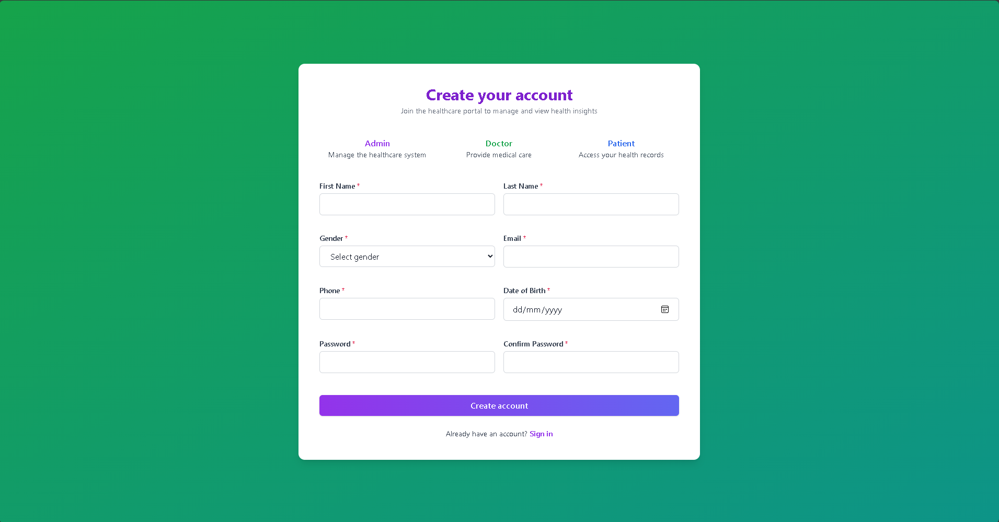 Create your account
Join the healthcare portal to manage and view health insights
Admin Doctor Patient
Manage the healthcare system Provide medical care Access your health records
First Name * Last Name *
Gender * Email *
Select gender
Phone * Date of Birth *
dd/mm/yyyy
Password * Confirm Password *
Create account
Already have an account? Sign in